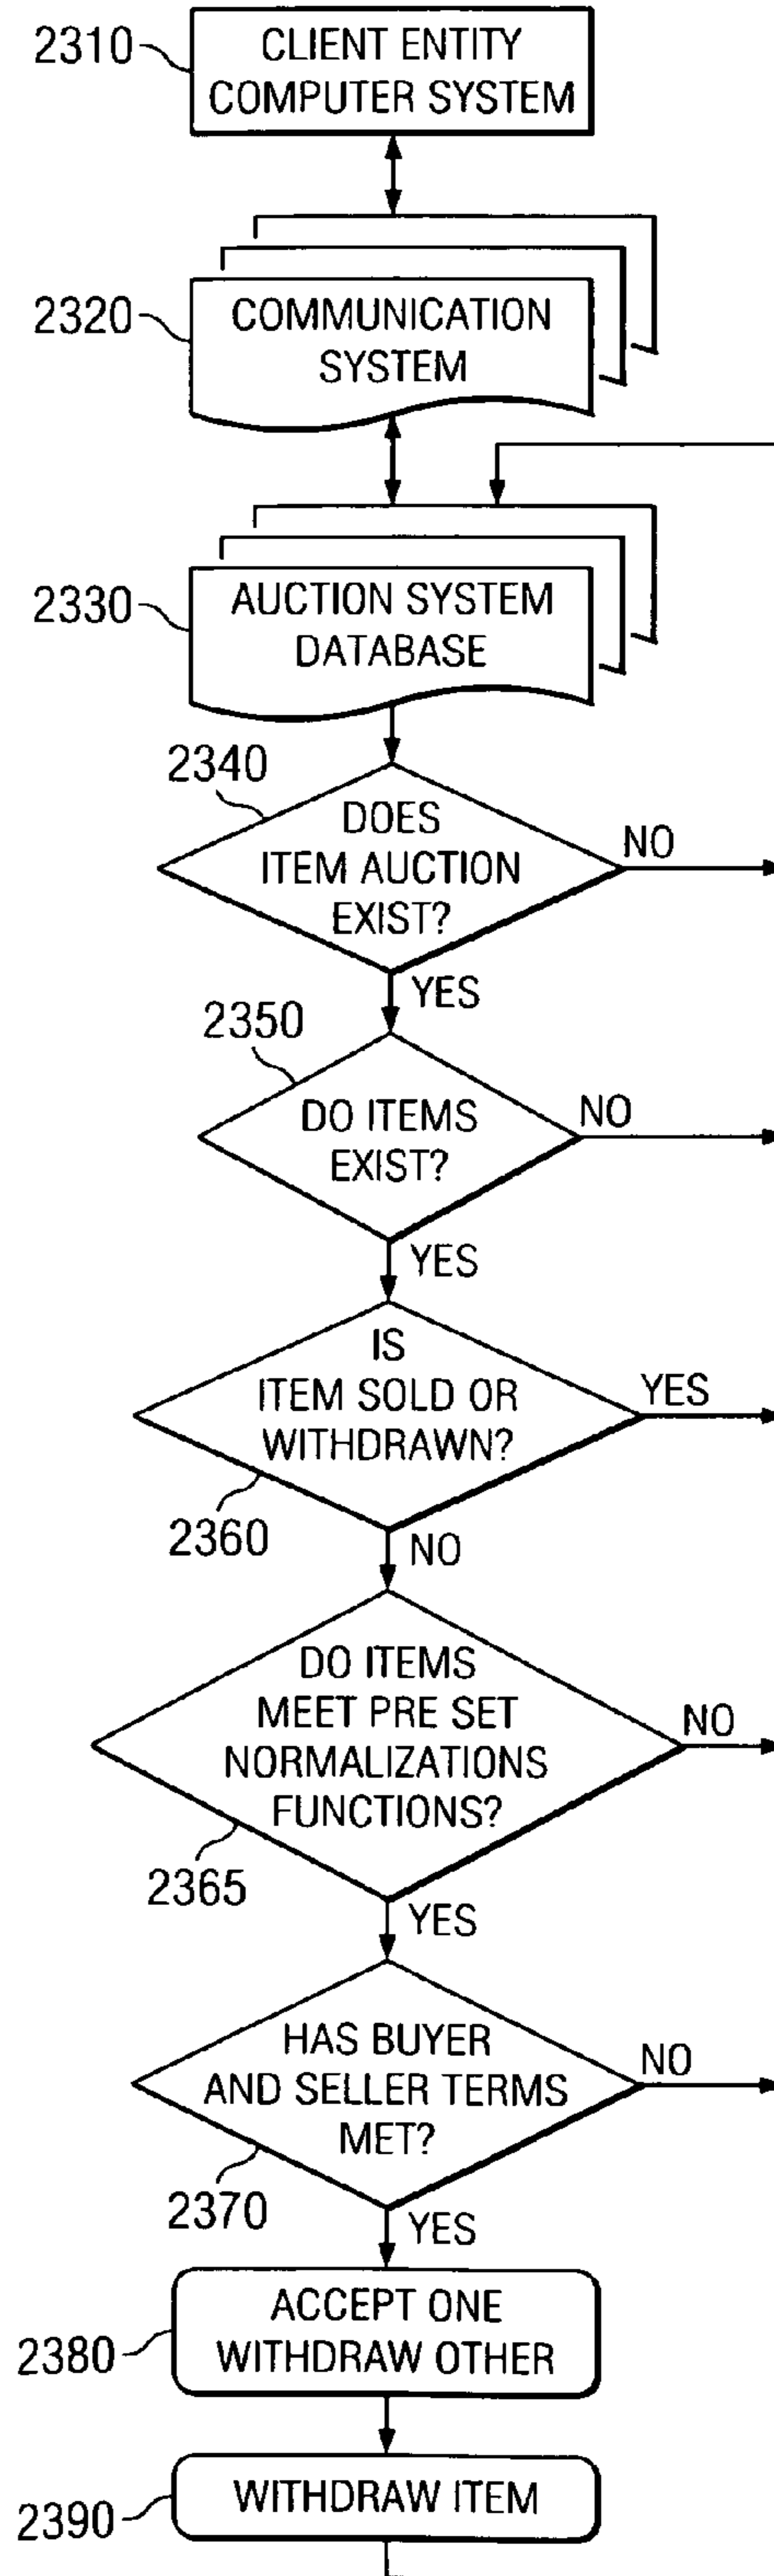 2310
CLIENT ENTITY
COMPUTER SYSTEM
2320
COMMUNICATION
SYSTEM
2330
AUCTION SYSTEM
DATABASE
2340
DOES
ITEM AUCTION
EXIST?
NO
YES
2350
DO ITEMS
EXIST?
NO
YES
IS
ITEM SOLD OR
WITHDRAWN?
YES
2360
NO
DO ITEMS
MEET PRE SET
NORMALIZATIONS
FUNCTIONS?
NO
2365
YES
HAS BUYER
AND SELLER TERMS
MET?
NO
2370
YES
2380
ACCEPT ONE
WITHDRAW OTHER
2390
WITHDRAW ITEM